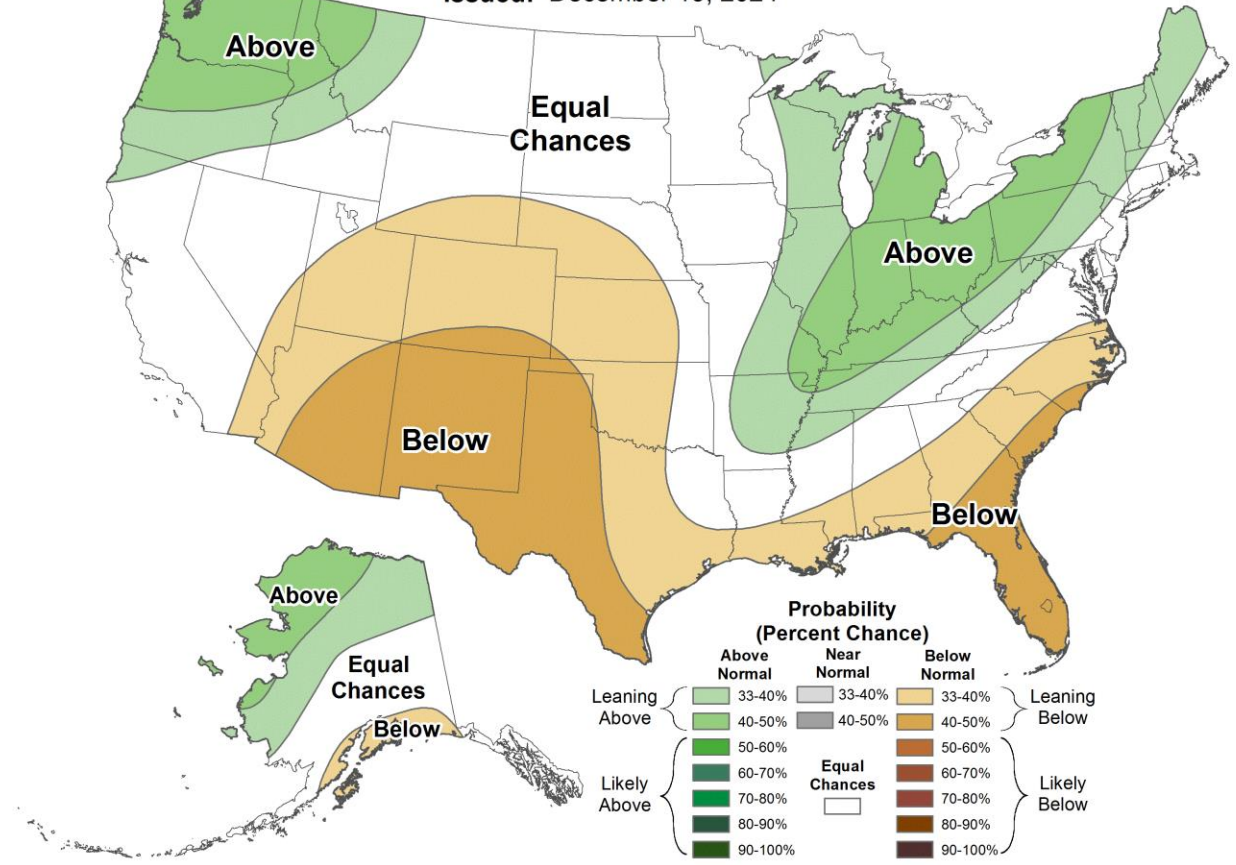 Above
Equal
Chances
Above
Below
Below
Above
Equal
Chances
Below
Probability
(Percent Chance)
Above
Normal
Near
Normal
Below
Normal
Leaning
Above
33-40%
33-40%
33-40%
Leaning
Below
40-50%
40-50%
40-50%
50-60%
50-60%
Likely
Above
60-70%
Equal
Chances
60-70%
Likely
Below
70-80%
70-80%
80-90%
80-90%
90-100%
90-100%